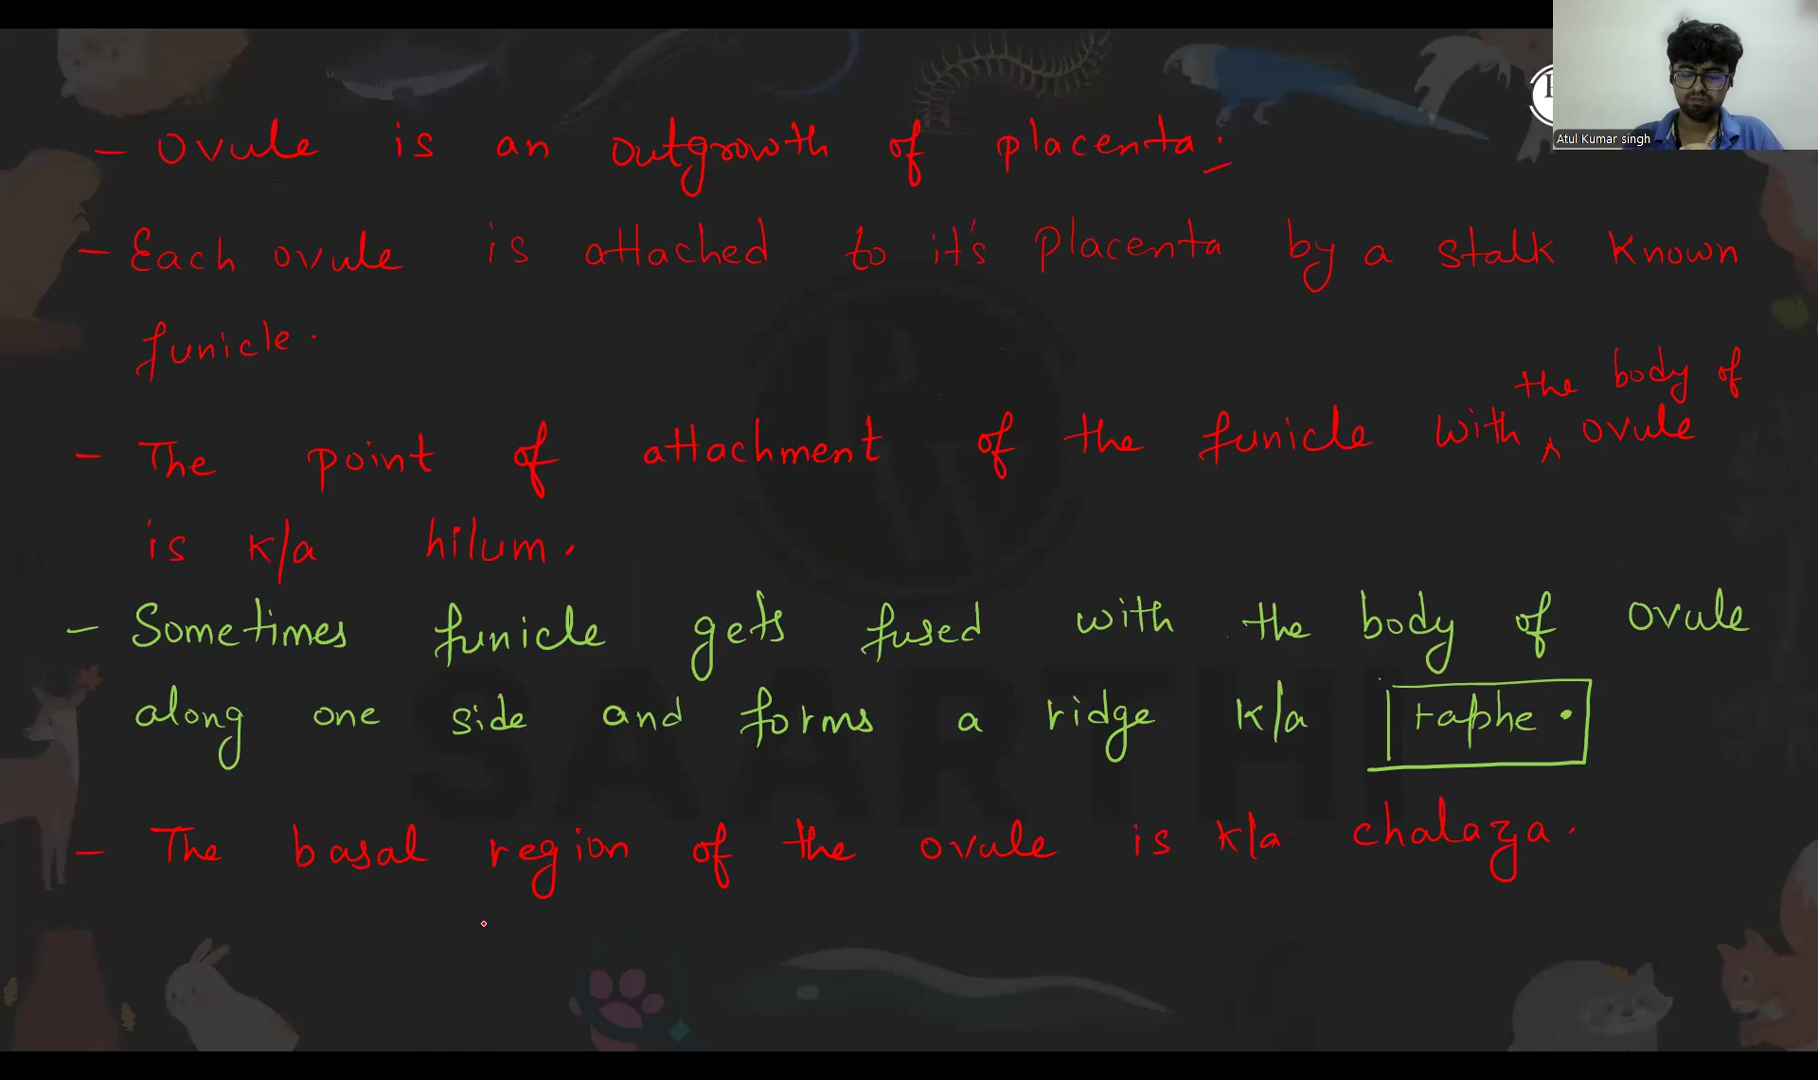 - Ovule is an outgrowth of placenta.
- Each ovule is attached to it's placenta by a stalk known
funicle.
the body of
- The point of attachment of the funicle with ^ ovule
is k/a hilum.
- Sometimes funicle gets fused with the body of ovule
along one side and forms a ridge k/a raphe.
- The basal region of the ovule is k/a chalaza.
Atul Kumar singh
SAARTHI